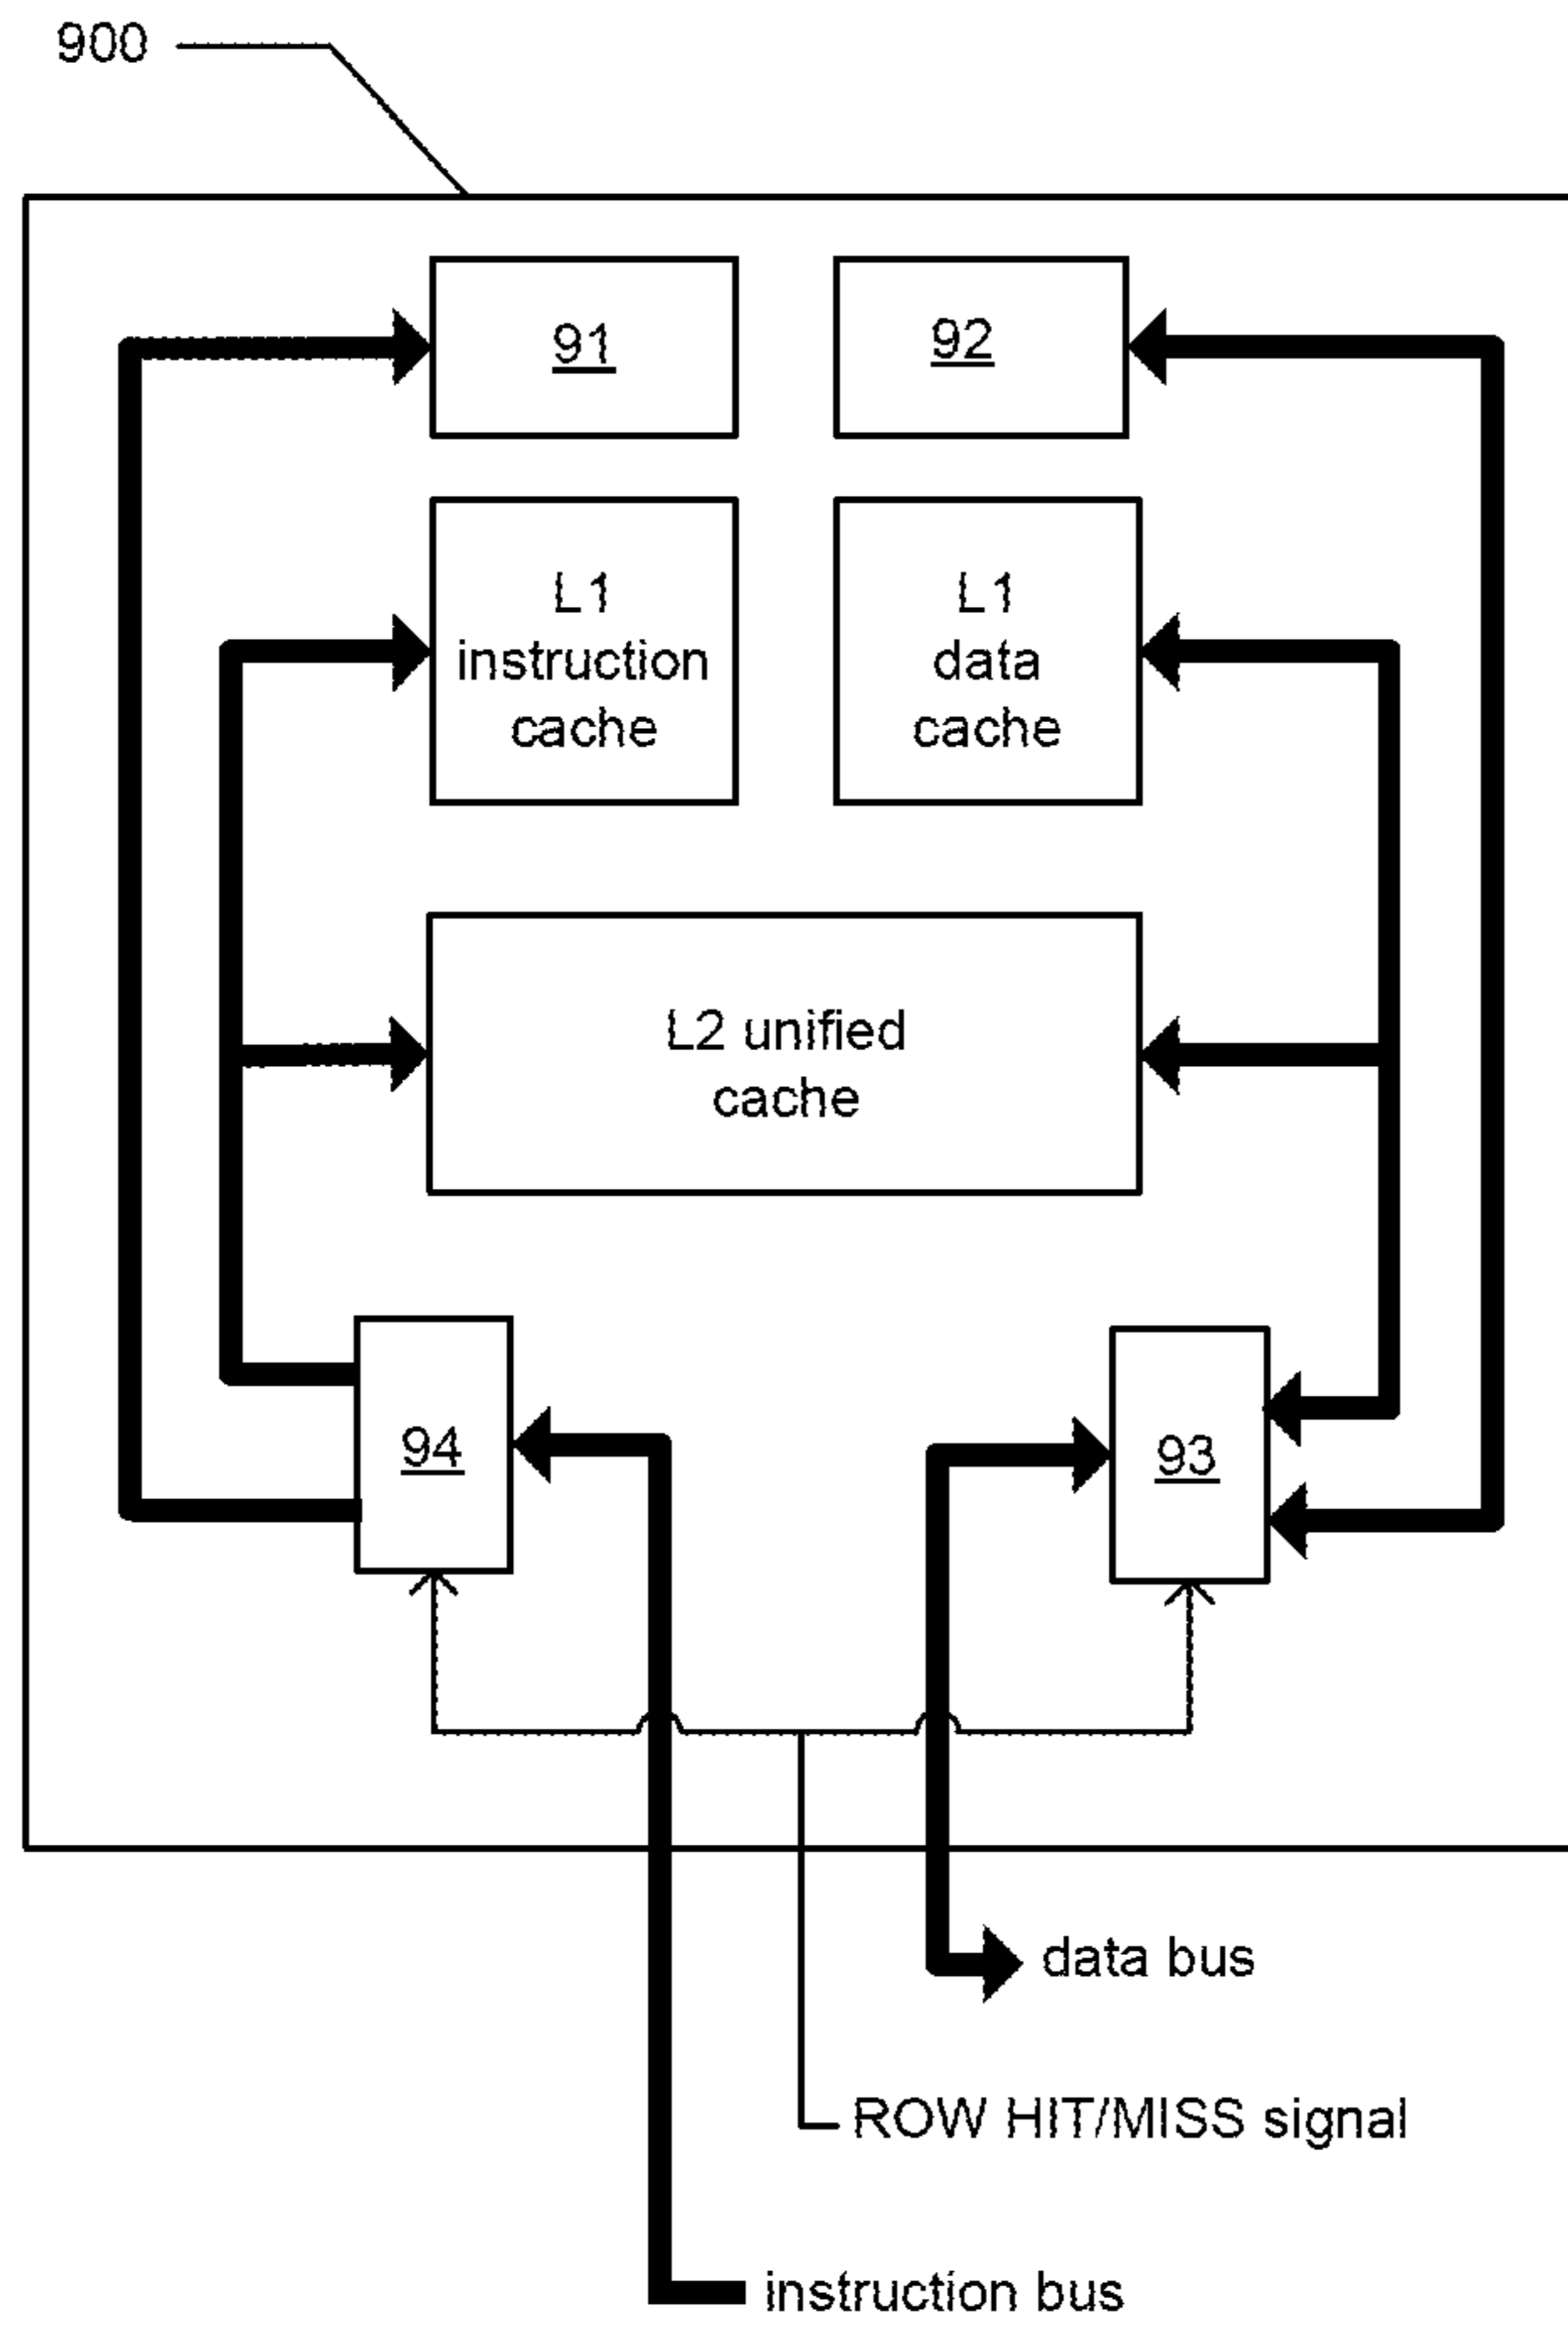 900
91
92
L1
instruction
cache
L1
data
cache
L2 unified
cache
94
93
data bus
ROW HIT/MISS signal
instruction bus